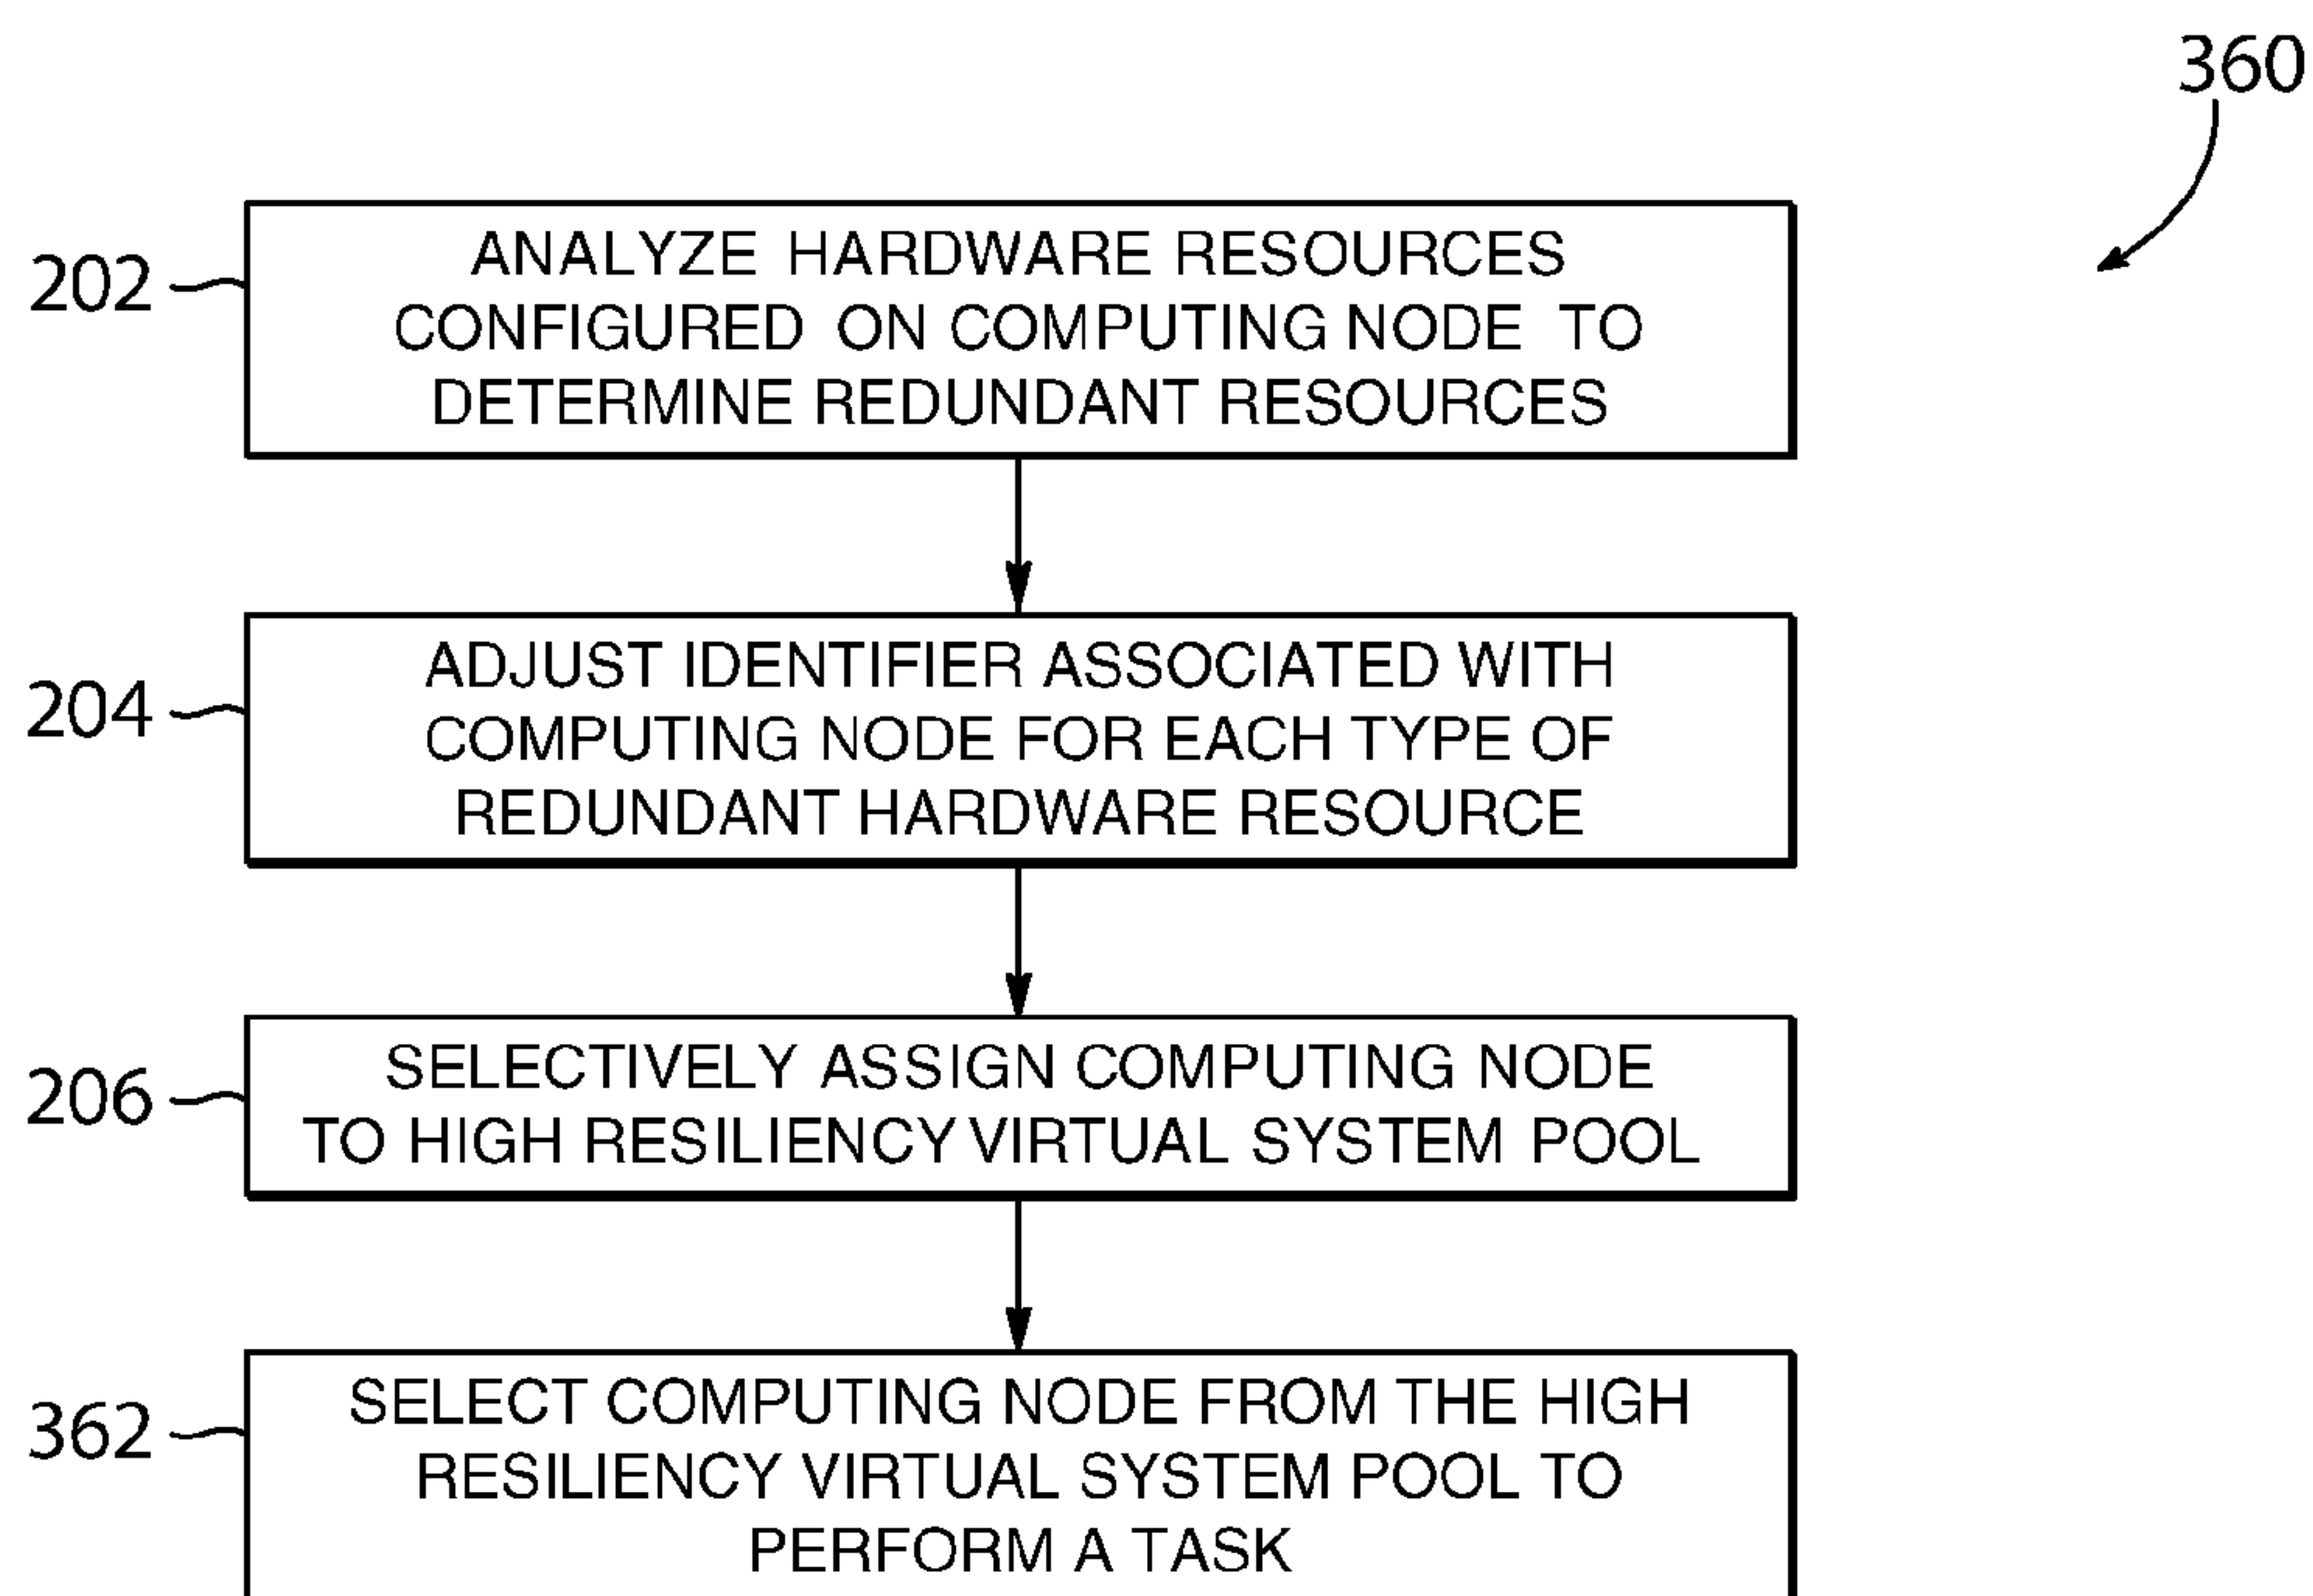 360
202
ANALYZE HARDWARE RESOURCES
CONFIGURED ON COMPUTING NODE TO
DETERMINE REDUNDANT RESOURCES
204
ADJUST IDENTIFIER ASSOCIATED WITH
COMPUTING NODE FOR EACH TYPE OF
REDUNDANT HARDWARE RESOURCE
206
SELECTIVELY ASSIGN COMPUTING NODE
TO HIGH RESILIENCY VIRTUAL SYSTEM POOL
362
SELECT COMPUTING NODE FROM THE HIGH
RESILIENCY VIRTUAL SYSTEM POOL TO
PERFORM A TASK